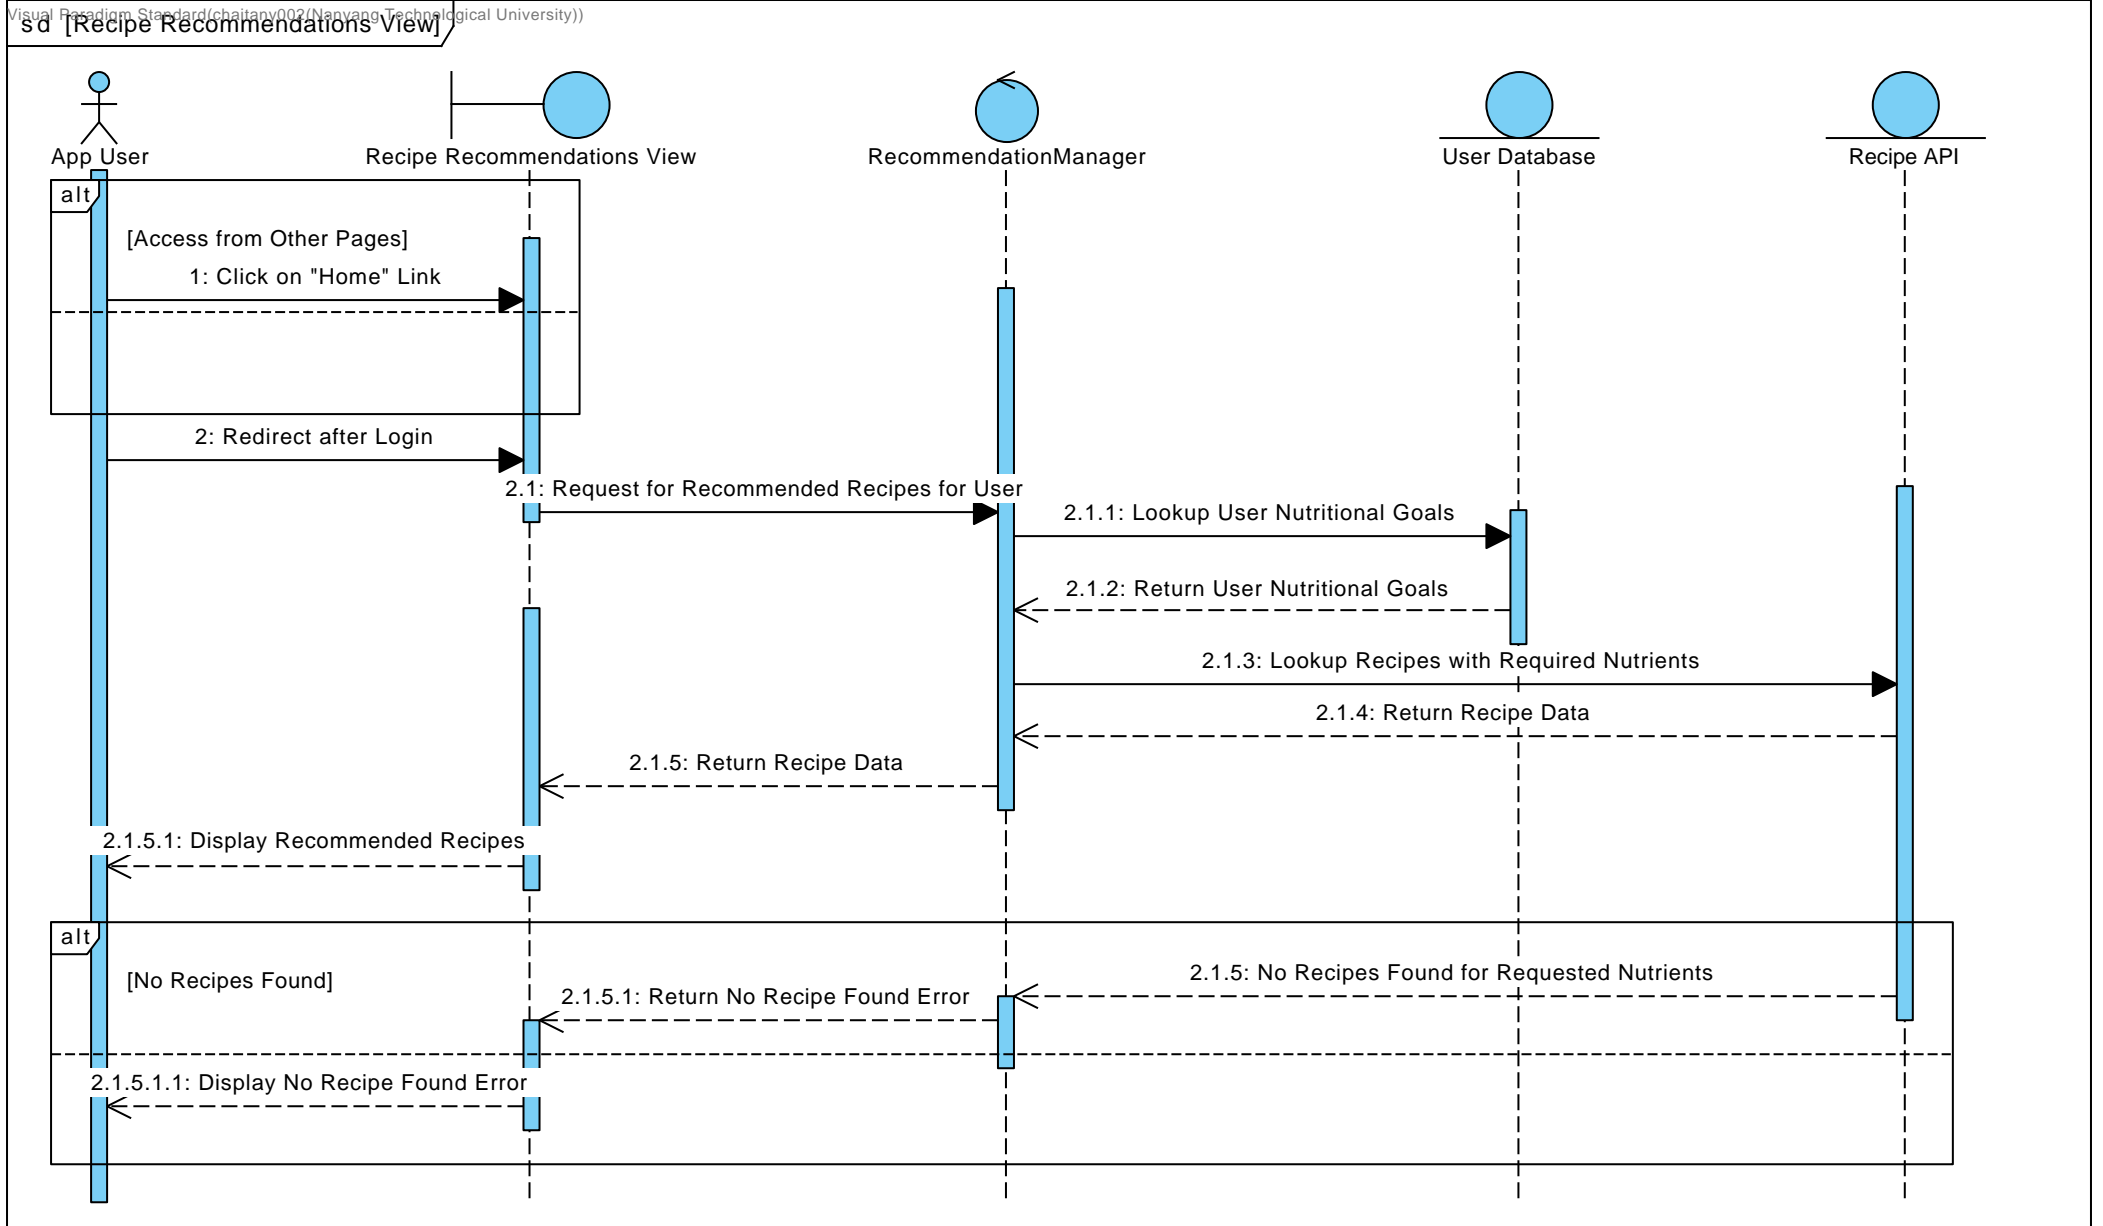 Visual Paradigm Standard(chaitany002(Nanyang Technological University))
sd [Recipe Recommendations View]
App User
Recipe Recommendations View
RecommendationManager
User Database
Recipe API
alt
[Access from Other Pages]
1: Click on "Home" Link
2: Redirect after Login
2.1: Request for Recommended Recipes for User
2.1.1: Lookup User Nutritional Goals
2.1.2: Return User Nutritional Goals
2.1.3: Lookup Recipes with Required Nutrients
2.1.4: Return Recipe Data
2.1.5: Return Recipe Data
2.1.5.1: Display Recommended Recipes
alt
[No Recipes Found]
2.1.5: No Recipes Found for Requested Nutrients
2.1.5.1: Return No Recipe Found Error
2.1.5.1.1: Display No Recipe Found Error